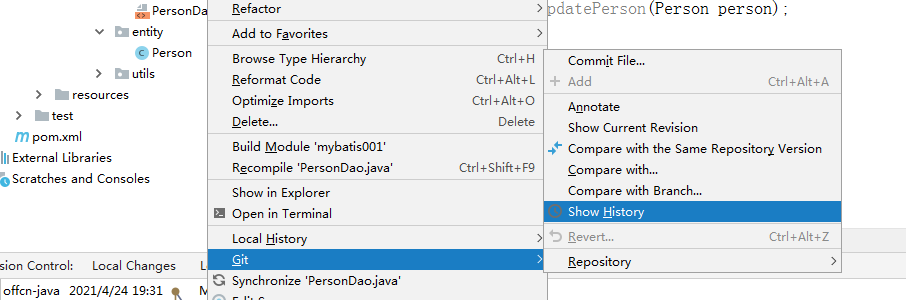 PersonDa
entity
Person
utils
resources
test
pom.xml
External Libraries
Scratches and Consoles
Refactor
Add to Favorites
Browse Type Hierarchy Ctrl+H
Reformat Code Ctrl+Alt+L
Optimize Imports Ctrl+Alt+O
Delete... Delete
Build Module 'mybatis001'
Recompile 'PersonDao.java' Ctrl+Shift+F9
Show in Explorer
Open in Terminal
Local History
Git
Synchronize 'PersonDao.java'
pdatePerson(Person person);
Commit File...
Add Ctrl+Alt+A
Annotate
Show Current Revision
Compare with the Same Repository Version
Compare with...
Compare with Branch...
Show History
Revert... Ctrl+Alt+Z
Repository
sion Control: Local Changes L
offcn-java 2021/4/24 19:31 M